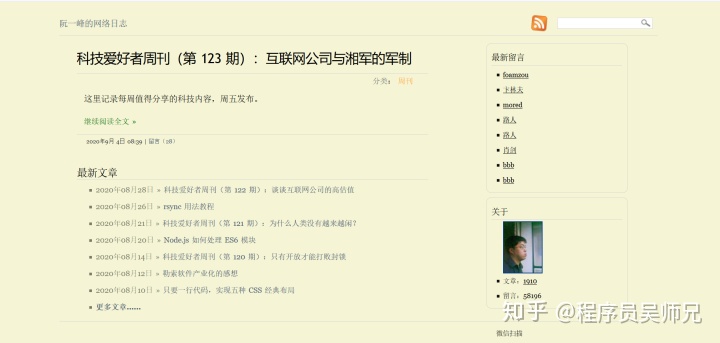 阮一峰的网络日志
科技爱好者周刊(第 123 期):互联网公司与湘军的军制
分类: 周刊
这里记录每周值得分享的科技内容,周五发布。
继续阅读全文 »
2020年9月 4日 08:39 | 留言(28)
最新文章
2020年08月28日 » 科技爱好者周刊(第 122 期):谈谈互联网公司的高估值
2020年08月26日 » rsync 用法教程
2020年08月21日 » 科技爱好者周刊(第 121 期):为什么人类没有越来越闲?
2020年08月20日 » Node.js 如何处理 ES6 模块
2020年08月14日 » 科技爱好者周刊(第 120 期):只有开放才能打败封锁
2020年08月12日 » 勒索软件产业化的感想
2020年08月10日 » 只要一行代码,实现五种 CSS 经典布局
更多文章……
最新留言
foamzou
卞林夫
mored
路人
路人
肖剑
bbb
bbb
关于
文章:1910
留言:58196
微信扫描
知乎 @程序员吴师兄